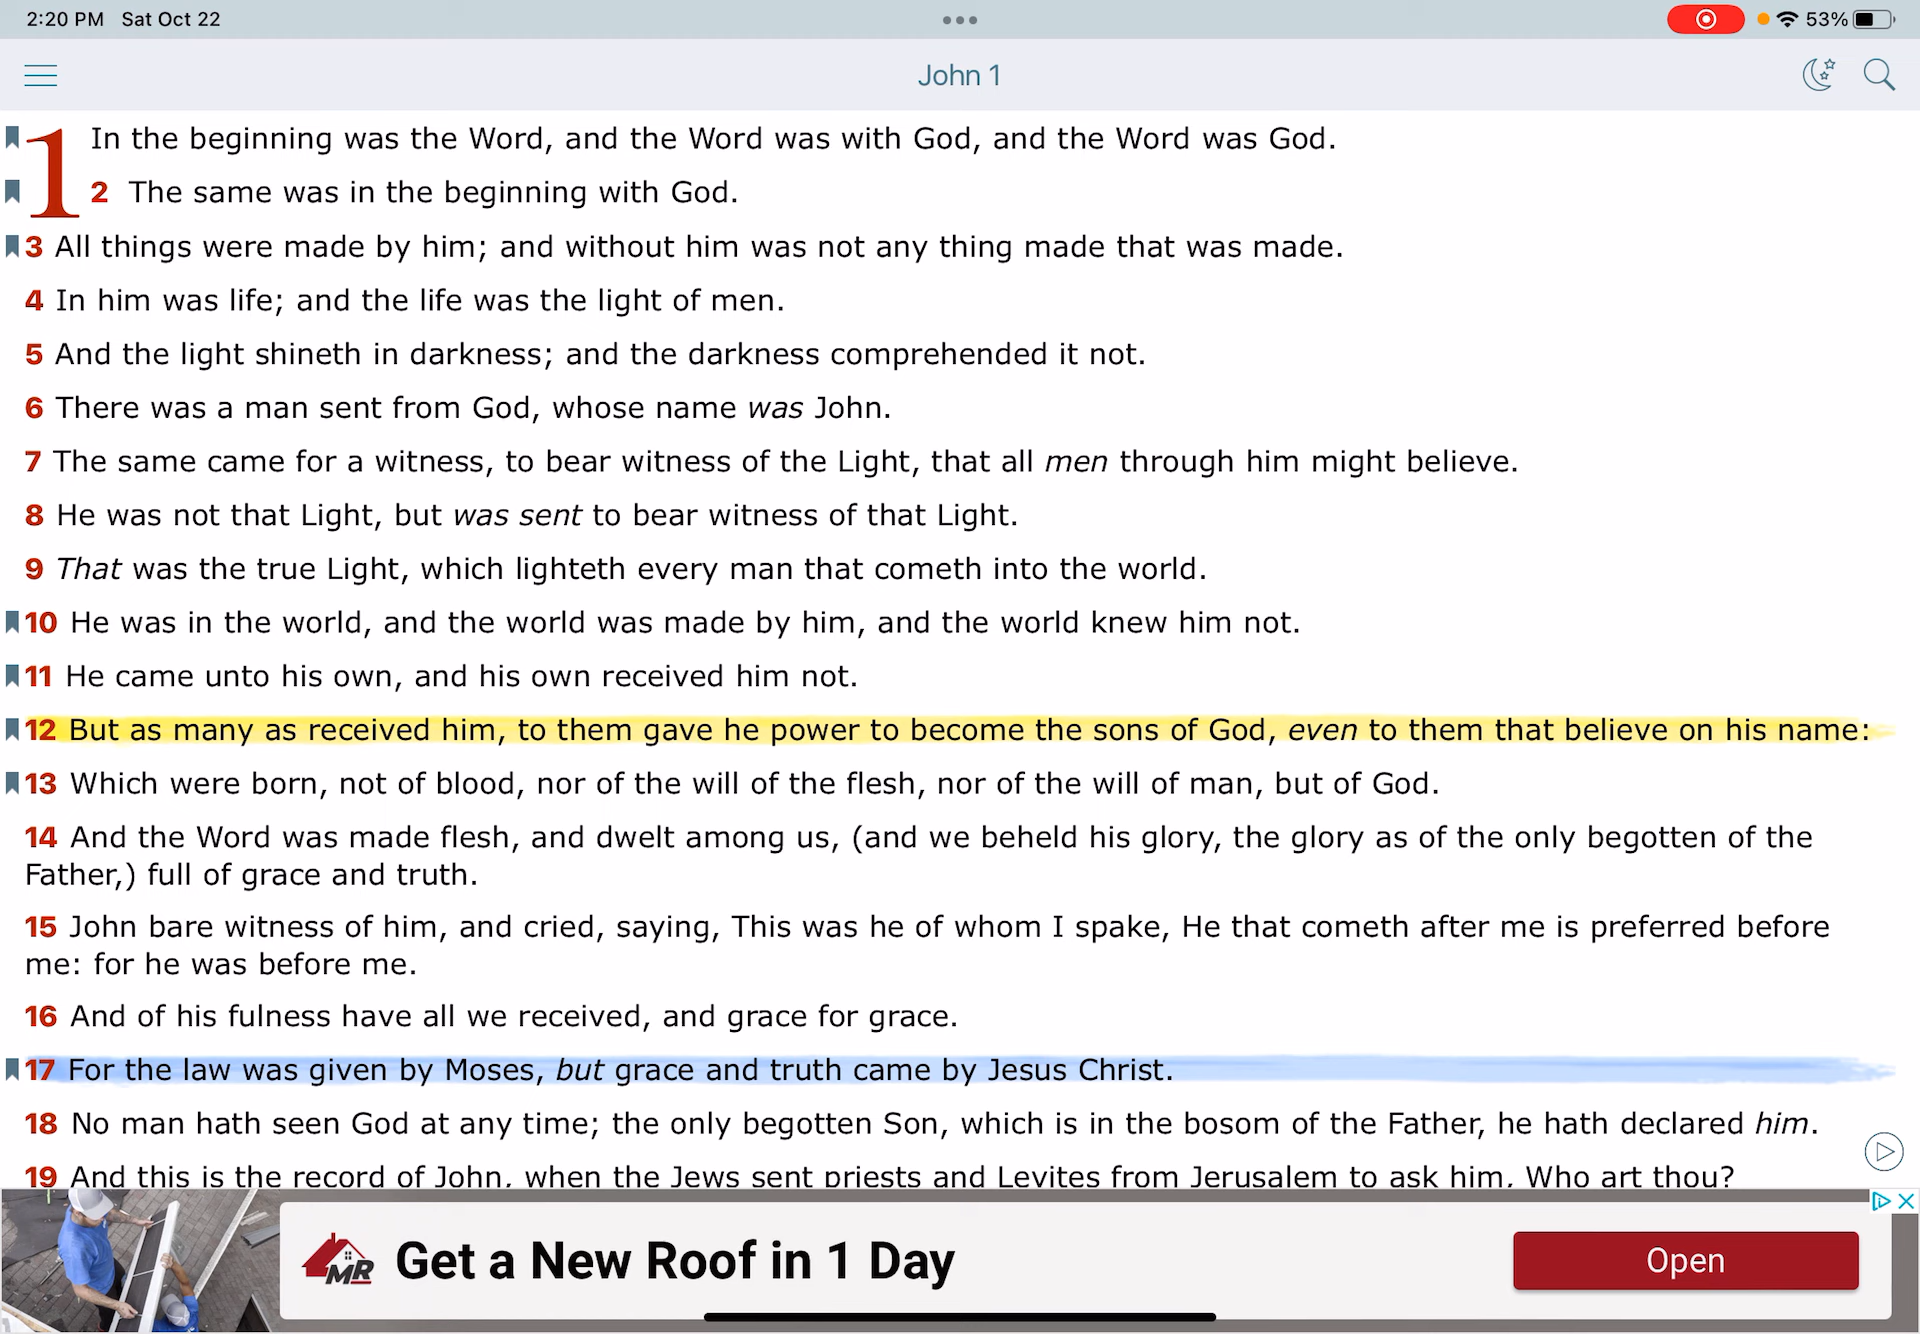 2:20 PM Sat Oct 22
53%
John 1
1 In the beginning was the Word, and the Word was with God, and the Word was God.
2 The same was in the beginning with God.
3 All things were made by him; and without him was not any thing made that was made.
4 In him was life; and the life was the light of men.
5 And the light shineth in darkness; and the darkness comprehended it not.
6 There was a man sent from God, whose name was John.
7 The same came for a witness, to bear witness of the Light, that all men through him might believe.
8 He was not that Light, but was sent to bear witness of that Light.
9 That was the true Light, which lighteth every man that cometh into the world.
10 He was in the world, and the world was made by him, and the world knew him not.
11 He came unto his own, and his own received him not.
12 But as many as received him, to them gave he power to become the sons of God, even to them that believe on his name:
13 Which were born, not of blood, nor of the will of the flesh, nor of the will of man, but of God.
14 And the Word was made flesh, and dwelt among us, (and we beheld his glory, the glory as of the only begotten of the
Father,) full of grace and truth.
15 John bare witness of him, and cried, saying, This was he of whom I spake, He that cometh after me is preferred before
me: for he was before me.
16 And of his fulness have all we received, and grace for grace.
17 For the law was given by Moses, but grace and truth came by Jesus Christ.
18 No man hath seen God at any time; the only begotten Son, which is in the bosom of the Father, he hath declared him.
19 And this is the record of John, when the Jews sent priests and Levites from Jerusalem to ask him, Who art thou?
MR
Get a New Roof in 1 Day
Open